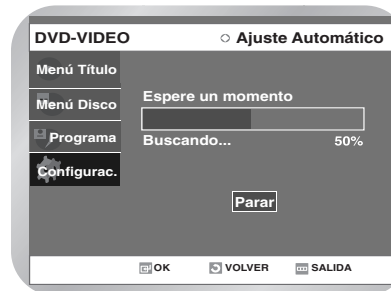 DVD-VIDEO Ajuste Automático
Menú Título
Menú Disco
Programa
Configurac.
Espere un momento
Buscando... 50%
Parar
OK VOLVER SALIDA